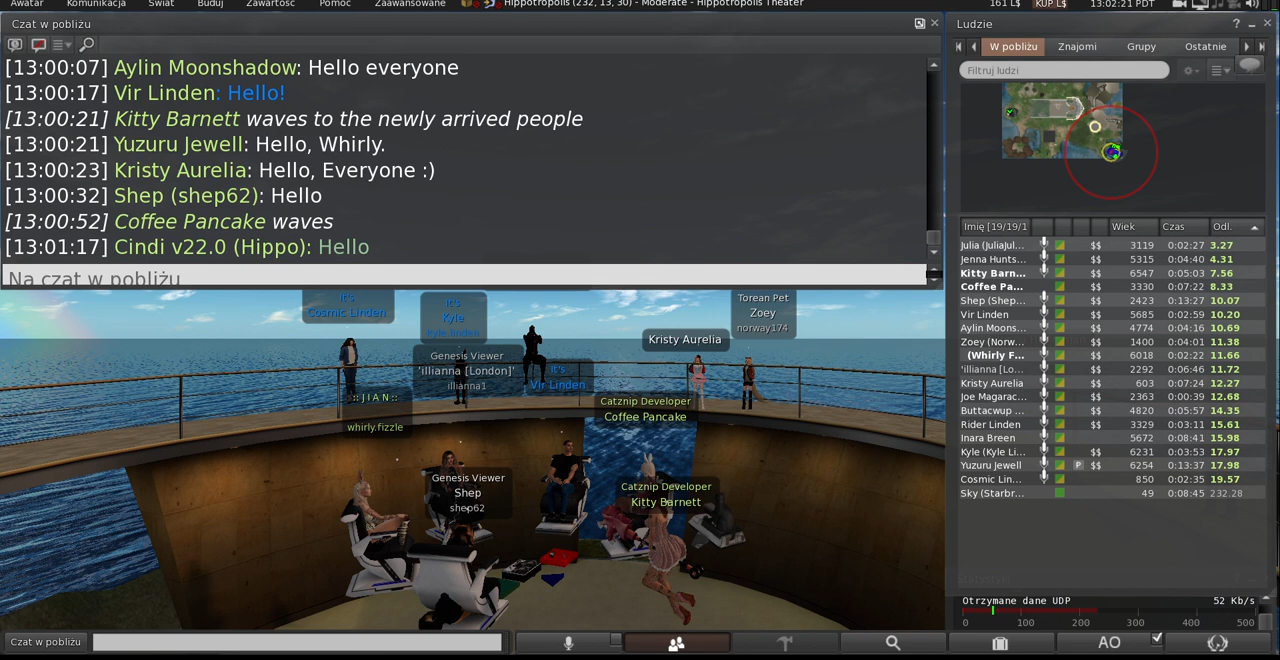 Awatar Komunikacja Świat Buduj Zawartość Pomoc Zaawansowane Hippotropolis (232, 13, 30) - Moderate - Hippotropolis Theater 161 L$ KUP L$ 13:02:21 PDT
Czat w pobliżu
[13:00:07] Aylin Moonshadow: Hello everyone
[13:00:17] Vir Linden: Hello!
[13:00:21] Kitty Barnett waves to the newly arrived people
[13:00:21] Yuzuru Jewell: Hello, Whirly.
[13:00:23] Kristy Aurelia: Hello, Everyone :)
[13:00:32] Shep (shep62): Hello
[13:00:52] Coffee Pancake waves
[13:01:17] Cindi v22.0 (Hippo): Hello
Na czat w pobliżu
It's
Cosmic Linden
It's
Kyle
kyle.linden
Torean Pet
Zoey
norway174
Kristy Aurelia
Genesis Viewer
'illianna [London]'
illianna1
It's
Vir Linden
:: J I A N ::
whirly.fizzle
Catznip Developer
Coffee Pancake
Genesis Viewer
Shep
shep62
Catznip Developer
Kitty Barnett
Ludzie
? _ ×
W pobliżu Znajomi Grupy Ostatnie
Filtruj ludzi
Imię [19/19/1 Wiek Czas Odl.
Julia (JuliaJul... $$ 3119 0:02:27 3.27
Jenna Hunts... $$ 5315 0:04:40 4.31
Kitty Barn... $$ 6547 0:05:03 7.56
Coffee Pa... $$ 3330 0:07:22 8.33
Shep (Shep... $$ 2423 0:13:27 10.07
Vir Linden $$ 5685 0:02:59 10.20
Aylin Moons... $$ 4774 0:04:16 10.69
Zoey (Norw... $$ 1400 0:04:01 11.38
(Whirly F... $$ 6018 0:02:22 11.66
'illianna [Lo... $$ 2292 0:06:46 11.72
Kristy Aurelia 603 0:07:24 12.27
Joe Magarac... $$ 2363 0:00:39 12.68
Buttacwup ... $$ 4820 0:05:57 14.35
Rider Linden $$ 3329 0:03:11 15.61
Inara Breen 5672 0:08:41 15.98
Kyle (Kyle Li... $$ 6231 0:03:53 17.97
Yuzuru Jewell P $$ 6254 0:13:37 17.98
Cosmic Lin... 850 0:02:35 19.57
Sky (Starbr... 49 0:08:45 232.28
Otrzymane dane UDP 52 Kb/s
0 100 200 300 400 500
Czat w pobliżu
AO